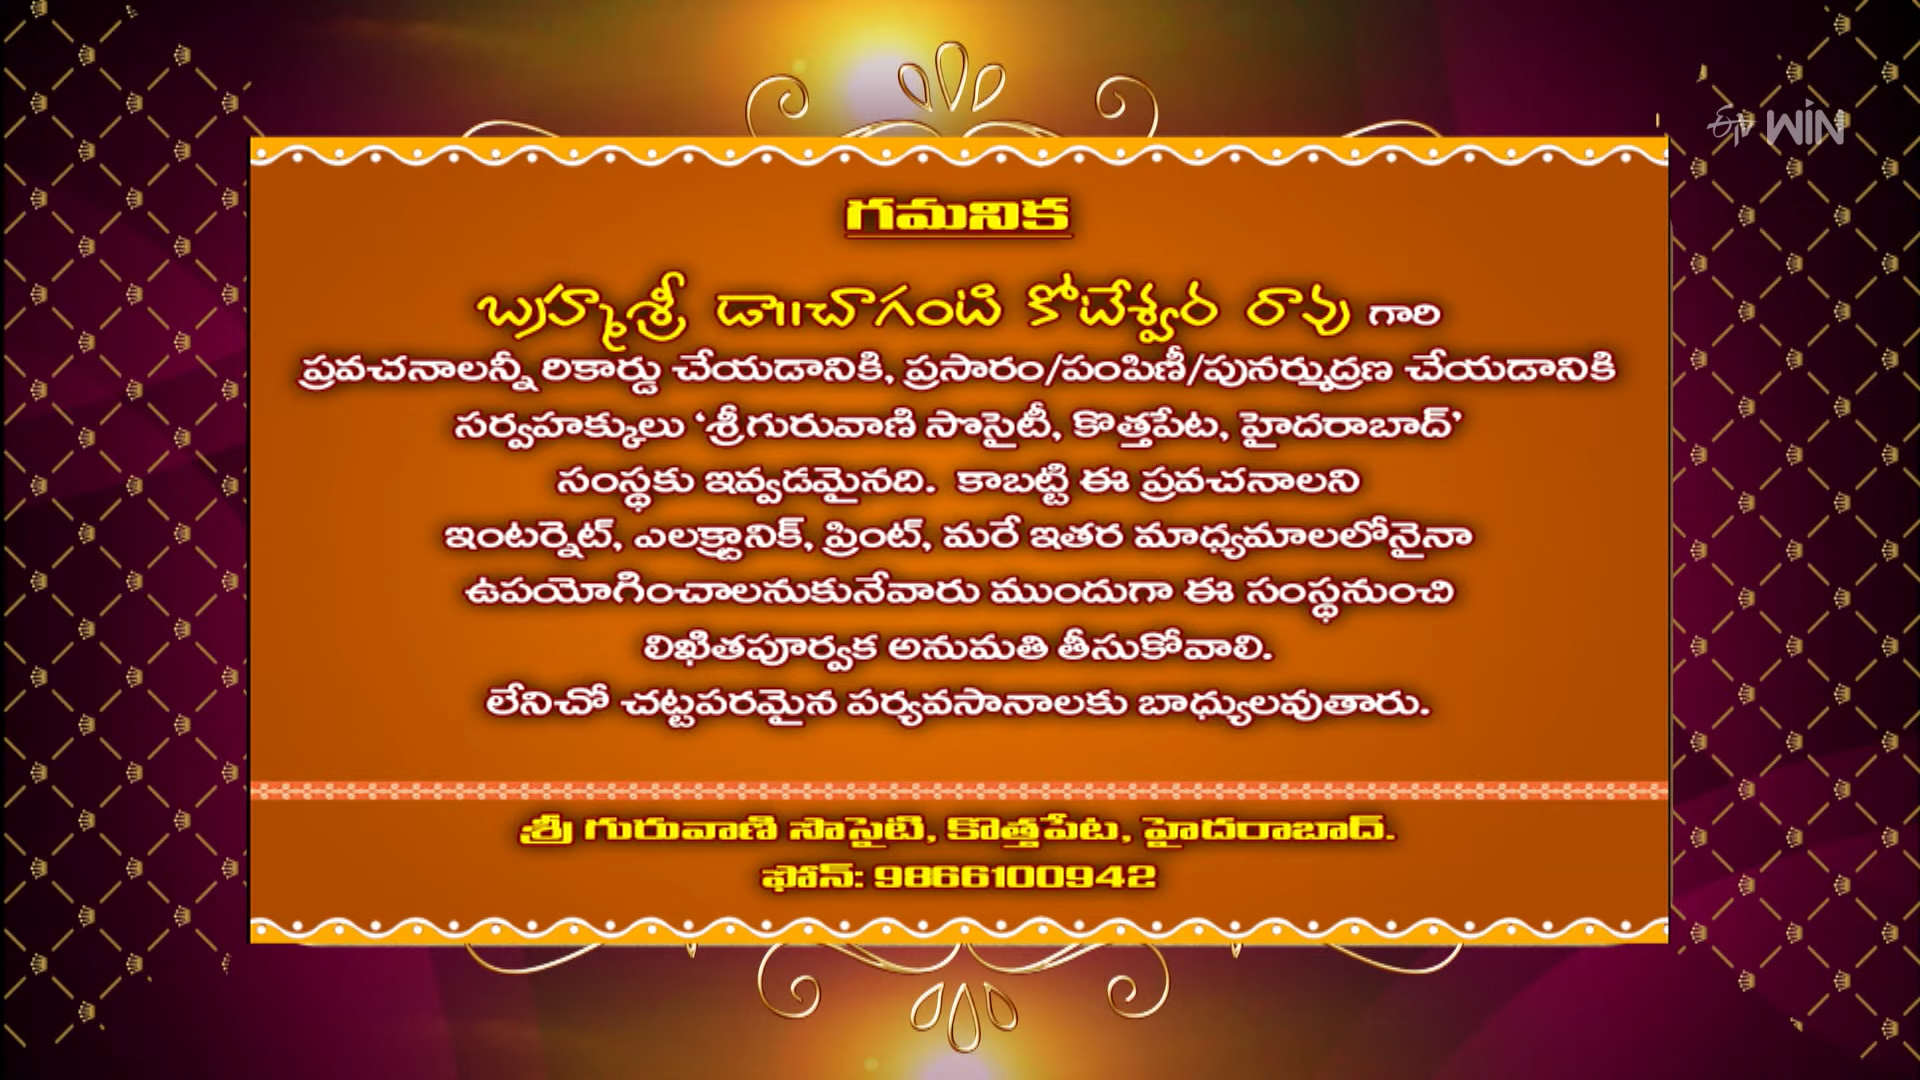 ఈటీవీ WIN
గమనిక
బ్రహ్మశ్రీ డా||చాగంటి కోటేశ్వర రావు గారి
ప్రవచనాలన్నీ రికార్డు చేయడానికి, ప్రసారం/పంపిణీ/పునర్ముద్రణ చేయడానికి
సర్వహక్కులు ‘శ్రీగురువాణి సొసైటీ, కొత్తపేట, హైదరాబాద్’
సంస్థకు ఇవ్వడమైనది. కాబట్టి ఈ ప్రవచనాలని
ఇంటర్నెట్, ఎలక్ట్రానిక్, ప్రింట్, మరే ఇతర మాధ్యమాలలోనైనా
ఉపయోగించాలనుకునేవారు ముందుగా ఈ సంస్థనుంచి
లిఖితపూర్వక అనుమతి తీసుకోవాలి.
లేనిచో చట్టపరమైన పర్యవసానాలకు బాధ్యులవుతారు.
శ్రీ గురువాణి సొసైటి, కొత్తపేట, హైదరాబాద్.
ఫోన్: 9866100942